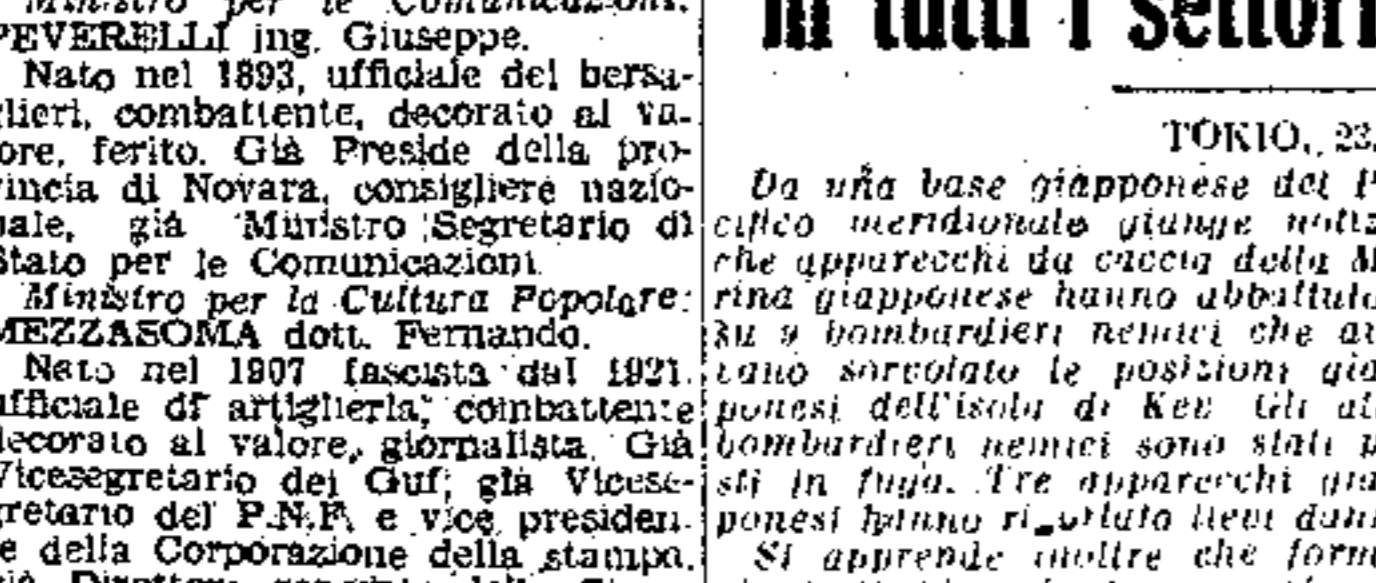 Ministro per le Comunicazioni:
PEVERELLI ing. Giuseppe.
Nato nel 1893, ufficiale dei bersa-
glieri, combattente, decorato al va-
ore, ferito. Già Preside della pro-
vincia di Novara, consigliere nazio-
nale, già Ministro Segretario di
Stato per le Comunicazioni.
Ministro per la Cultura Popolare:
MEZZASOMA dott. Fernando.
Nato nel 1907 fascista dal 1921.
ufficiale di artiglieria, combattente
decorato al valore, giornalista. Già
Vicesegretario dei Guf; già Vicese-
gretario del P.N.F. e vice presiden-
e della Corporazione della stampa.
in tutti i settori
TOKIO, 23.
Da una base giapponese del P
cifico meridionale giunge notiz
che apparecchi da caccia della M
rina giapponese hanno abbattuto
su 9 bombardieri nemici che av
vano sorvolato le posizioni gia
ponesi dell'isola di Kei. Gli al
bombardieri nemici sono stati p
sti in fuga. Tre apparecchi gia
ponesi hanno riportato lievi dan
Si apprende inoltre che form